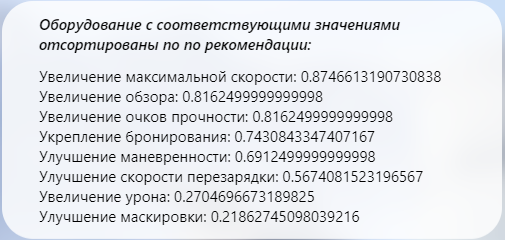 Оборудование с соответствующими значениями
отсортированы по по рекомендации:
Увеличение максимальной скорости: 0.8746613190730838
Увеличение обзора: 0.8162499999999998
Увеличение очков прочности: 0.8162499999999998
Укрепление бронирования: 0.7430843347407167
Улучшение маневренности: 0.6912499999999998
Улучшение скорости перезарядки: 0.5674081523196567
Увеличение урона: 0.2704696673189825
Улучшение маскировки: 0.21862745098039216